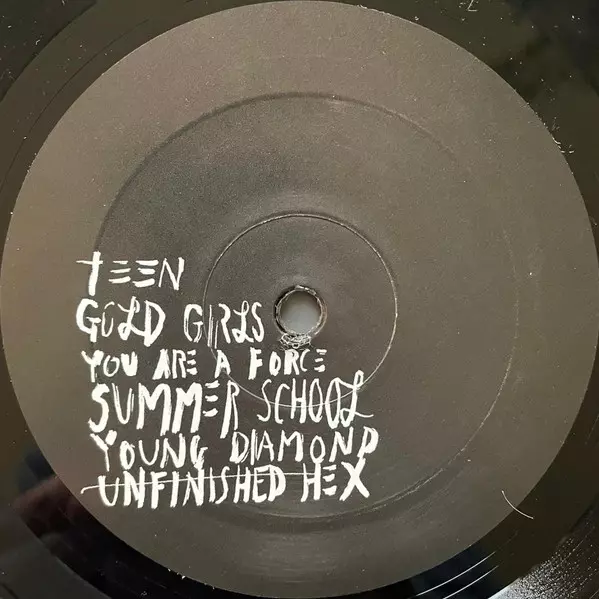 TEEN
GOLD GIRLS
YOU ARE A FORCE
SUMMER SCHOOL
YOUNG DIAMOND
UNFINISHED HEX